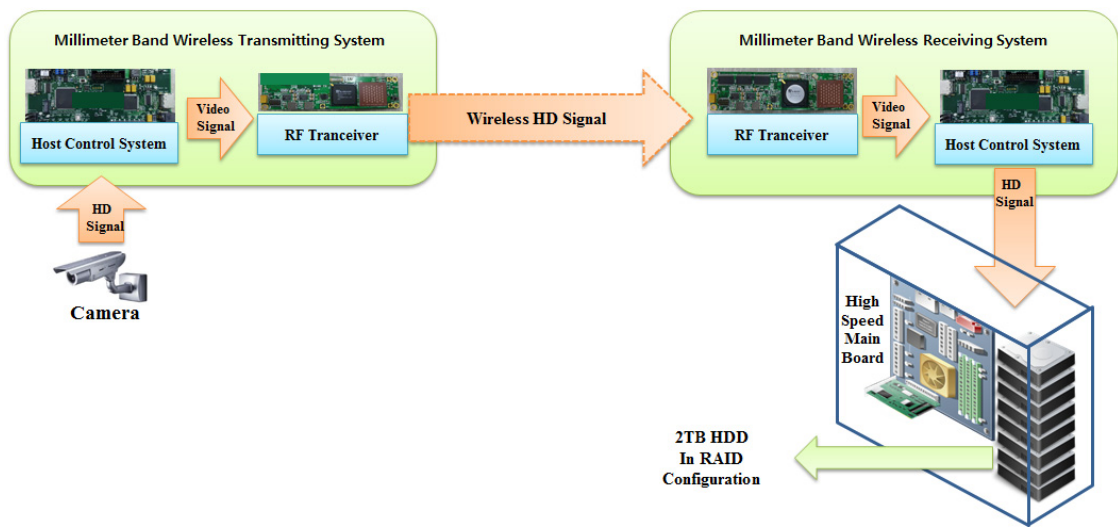 Millimeter Band Wireless Transmitting System
Video
Signal
Host Control System
RF Tranceiver
HD
Signal
Camera
Wireless HD Signal
Millimeter Band Wireless Receiving System
RF Tranceiver
Video
Signal
Host Control System
HD
Signal
High
Speed
Main
Board
2TB HDD
In RAID
Configuration